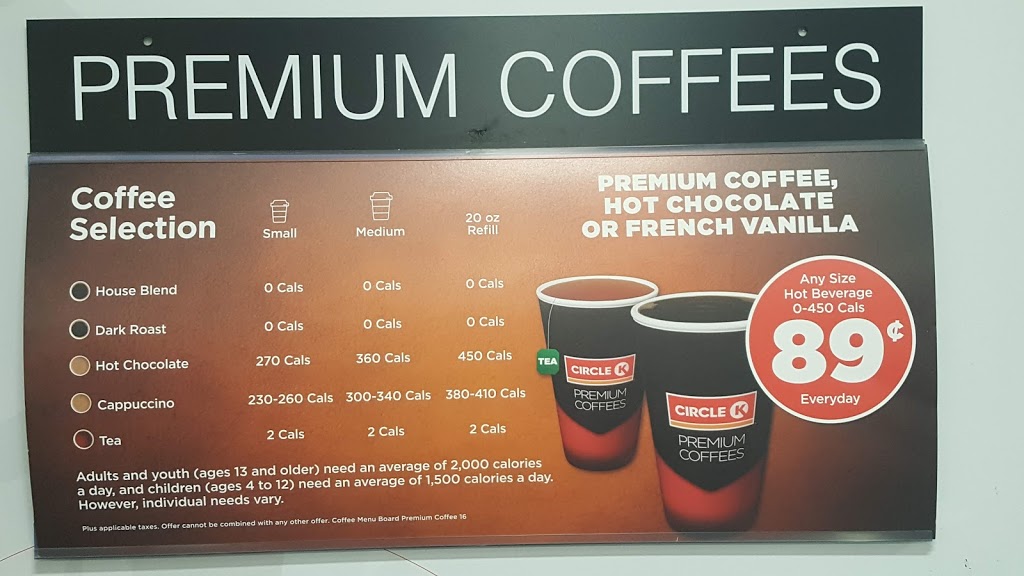 PREMIUM COFFEES
Coffee
Selection
Small
Medium
20 oz
Refill
House Blend 0 Cals 0 Cals 0 Cals
Dark Roast 0 Cals 0 Cals 0 Cals
Hot Chocolate 270 Cals 360 Cals 450 Cals
Cappuccino 230-260 Cals 300-340 Cals 380-410 Cals
Tea 2 Cals 2 Cals 2 Cals
Adults and youth (ages 13 and older) need an average of 2,000 calories
a day, and children (ages 4 to 12) need an average of 1,500 calories a day.
However, individual needs vary.
Plus applicable taxes. Offer cannot be combined with any other offer. Coffee Menu Board Premium Coffee 16
PREMIUM COFFEE,
HOT CHOCOLATE
OR FRENCH VANILLA
Any Size
Hot Beverage
0-450 Cals
89¢
Everyday
TEA
CIRCLE K
PREMIUM
COFFEES
CIRCLE K
PREMIUM
COFFEES